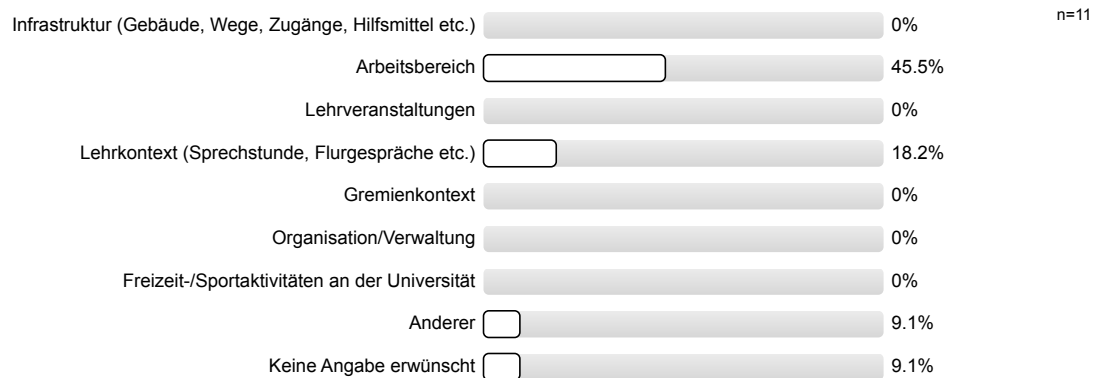 Infrastruktur (Gebäude, Wege, Zugänge, Hilfsmittel etc.) 0% n=11
Arbeitsbereich 45.5%
Lehrveranstaltungen 0%
Lehrkontext (Sprechstunde, Flurgespräche etc.) 18.2%
Gremienkontext 0%
Organisation/Verwaltung 0%
Freizeit-/Sportaktivitäten an der Universität 0%
Anderer 9.1%
Keine Angabe erwünscht 9.1%